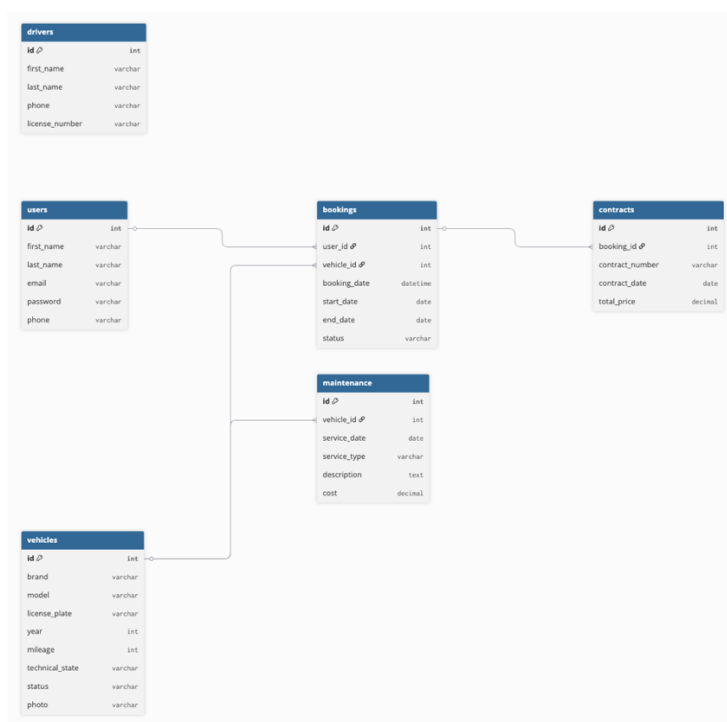 drivers
id int
first_name varchar
last_name varchar
phone varchar
license_number varchar
users
id int
first_name varchar
last_name varchar
email varchar
password varchar
phone varchar
bookings
id int
user_id int
vehicle_id int
booking_date datetime
start_date date
end_date date
status varchar
contracts
id int
booking_id int
contract_number varchar
contract_date date
total_price decimal
maintenance
id int
vehicle_id int
service_date date
service_type varchar
description text
cost decimal
vehicles
id int
brand varchar
model varchar
license_plate varchar
year int
mileage int
technical_state varchar
status varchar
photo varchar